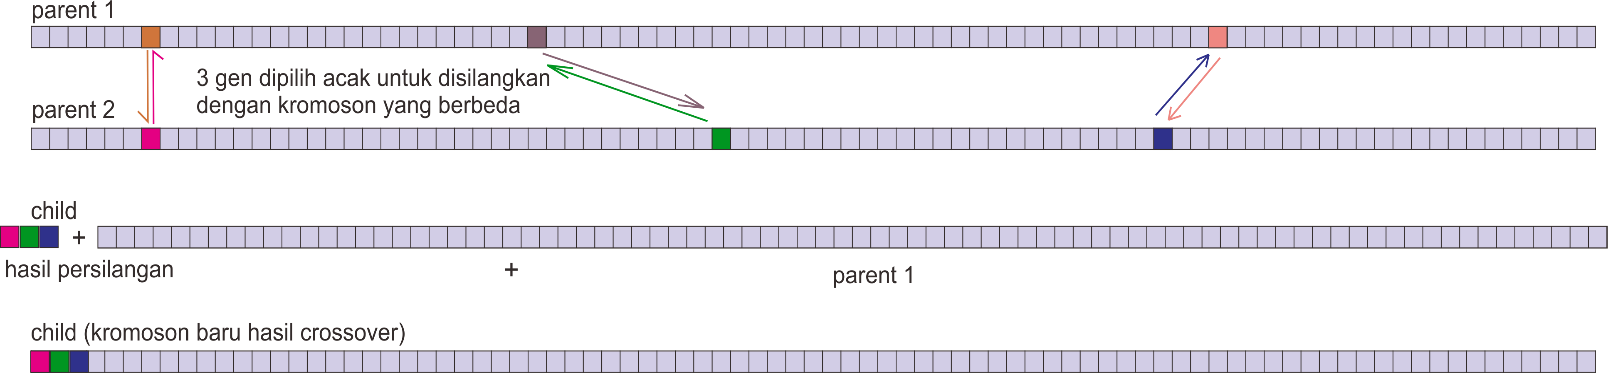 parent 1
3 gen dipilih acak untuk disilangkan
dengan kromoson yang berbeda
parent 2
child
+
hasil persilangan
+
parent 1
child (kromoson baru hasil crossover)